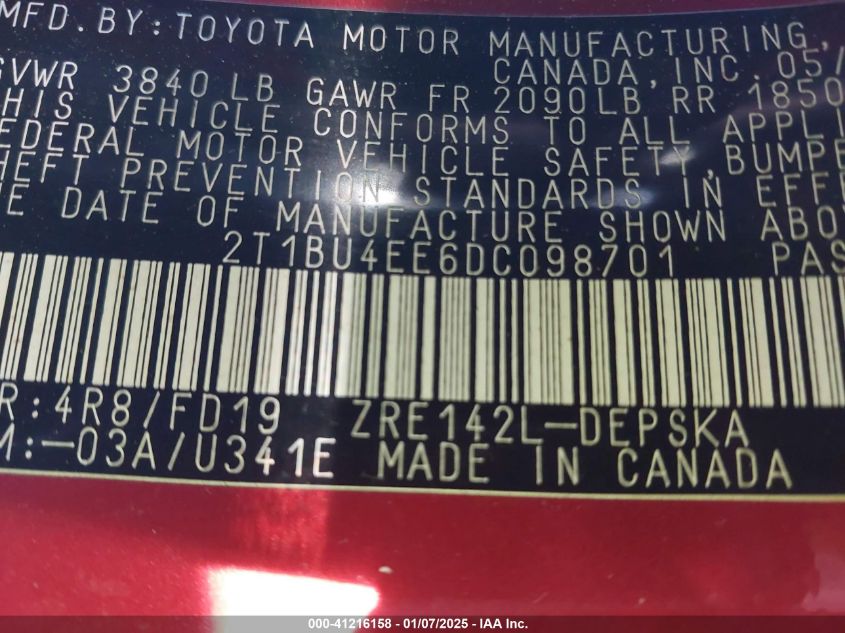 MFD. BY: TOYOTA MOTOR MANUFACTURING,
CANADA, INC. 05/
GVWR 3840 LB GAWR FR 2090LB RR 1850
HIS VEHICLE CONFORMS TO ALL APPLI
EDERAL MOTOR VEHICLE SAFETY, BUMPE
HEFT PREVENTION STANDARDS IN EFFE
E DATE OF MANUFACTURE SHOWN ABOV
2T1BU4EE6DC098701 PAS
R: 4R8/FD19 ZRE142L-DEPSKA
M:-03A/U341E MADE IN CANADA
000-41216158 — 01/07/2025 — IAA Inc.